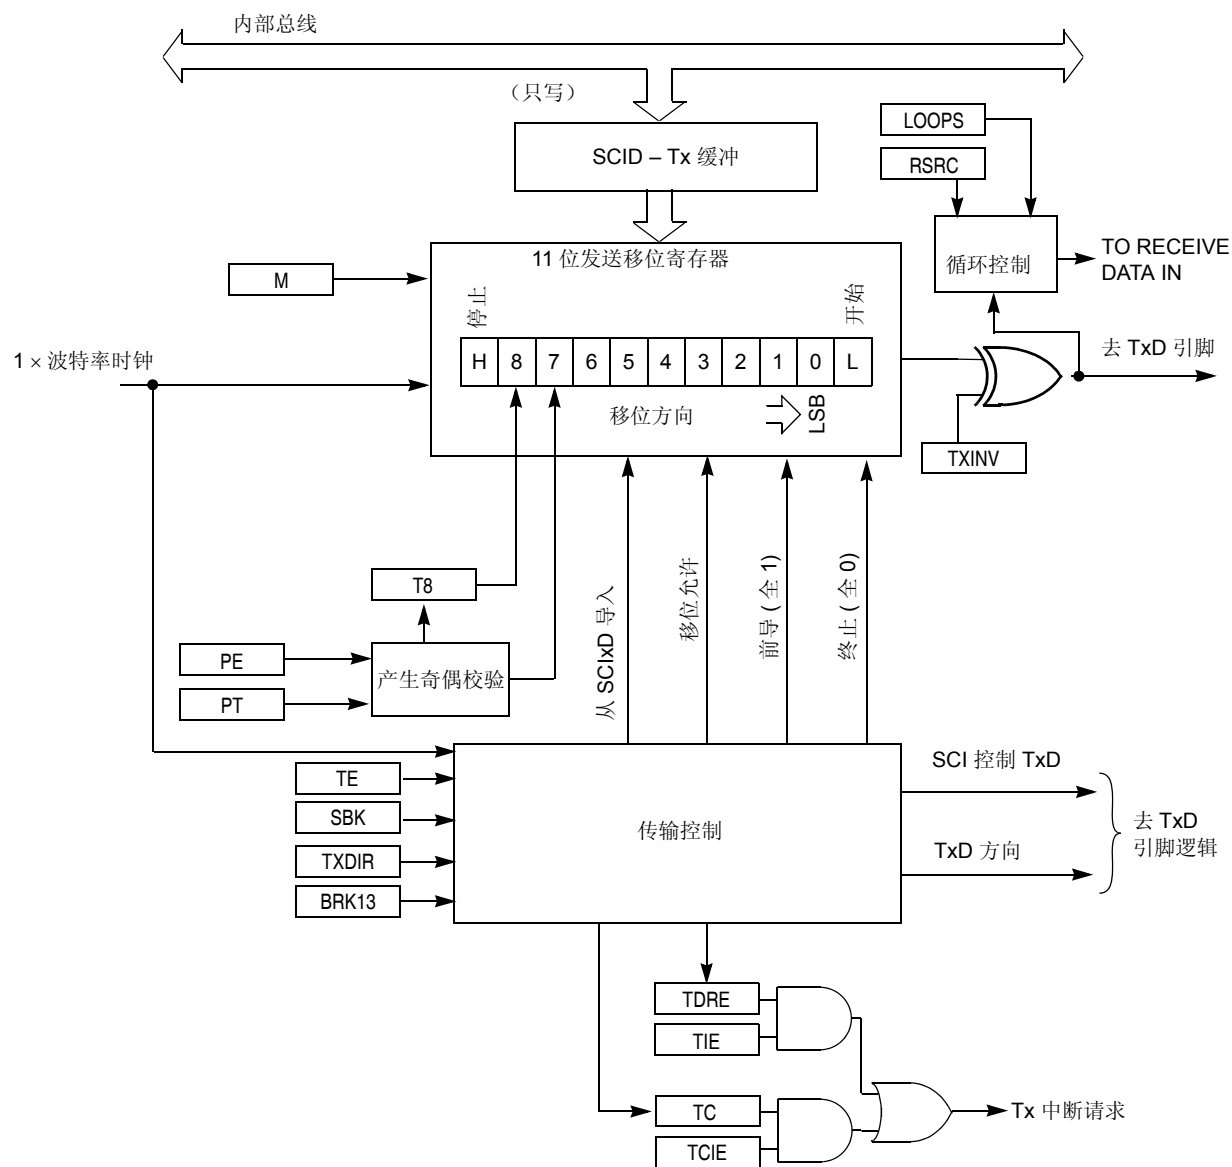 内部总线
（只写）
SCID – Tx 缓冲
LOOPS
RSRC
11 位发送移位寄存器
循环控制
TO RECEIVE
DATA IN
M
停止
开始
H 8 7 6 5 4 3 2 1 0 L
1 × 波特率时钟
去 TxD 引脚
移位方向
LSB
TXINV
T8
从 SCIxD 导入
移位允许
前导 ( 全 1)
终止 ( 全 0)
PE
产生奇偶校验
PT
SCI 控制 TxD
TE
SBK
传输控制
去 TxD
引脚逻辑
TXDIR
TxD 方向
BRK13
TDRE
TIE
TC
Tx 中断请求
TCIE